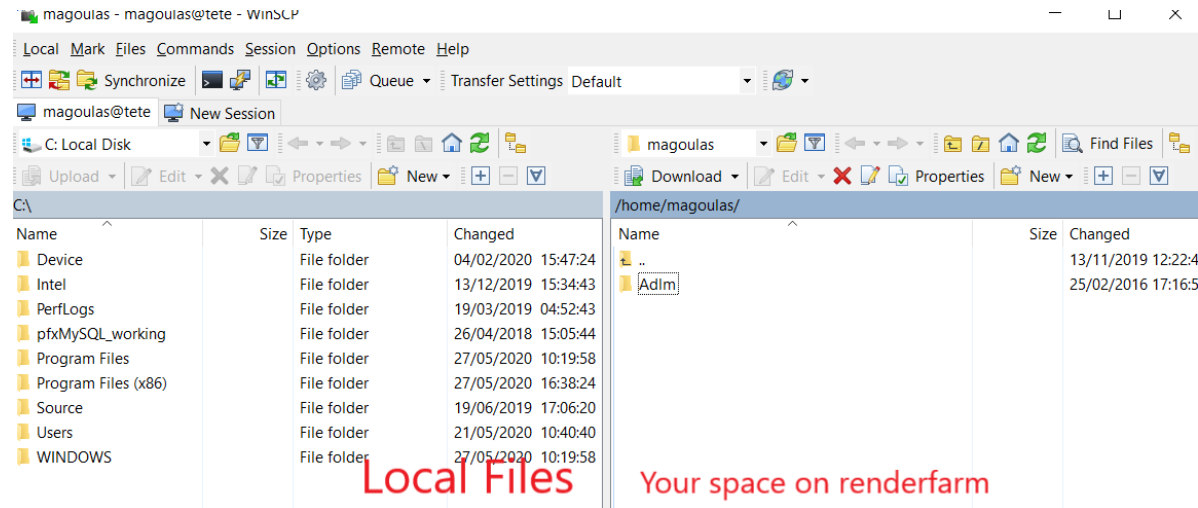 magoulas - magoulas@tete - WinSCP
Local Mark Files Commands Session Options Remote Help
Synchronize Queue Transfer Settings Default
magoulas@tete New Session
C: Local Disk magoulas Find Files
Upload Edit Properties New Download Edit Properties New
C:\ /home/magoulas/
Name Size Type Changed Name Size Changed
Device File folder 04/02/2020 15:47:24 .. 13/11/2019 12:22:4
Intel File folder 13/12/2019 15:34:43 Adlm 25/02/2016 17:16:5
PerfLogs File folder 19/03/2019 04:52:43
pfxMySQL_working File folder 26/04/2018 15:05:44
Program Files File folder 27/05/2020 10:19:58
Program Files (x86) File folder 27/05/2020 16:38:24
Source File folder 19/06/2019 17:06:20
Users File folder 21/05/2020 10:40:40
WINDOWS File folder 27/05/2020 10:19:58
Local Files Your space on renderfarm